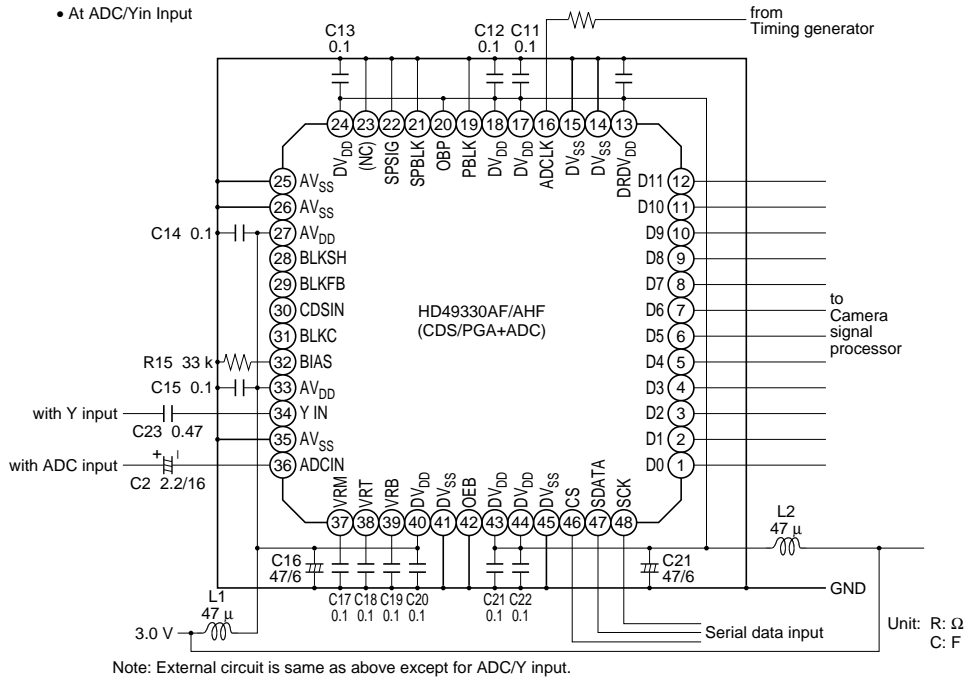 • At ADC/Yin Input
from
Timing generator
C13
0.1
C12
0.1
C11
0.1
24 23 22 21 20 19 18 17 16 15 14 13
DVDD
(NC)
SPSIG
SPBLK
OBP
PBLK
DVDD
DVDD
ADCLK
DVSS
DVSS
DRDVDD
25 AVSS
26 AVSS
C14 0.1
27 AVDD
28 BLKSH
29 BLKFB
30 CDSIN
31 BLKC
R15 33 k
32 BIAS
C15 0.1
33 AVDD
with Y input
34 Y IN
C23 0.47
35 AVSS
with ADC input
+ -
36 ADCIN
C2 2.2/16
HD49330AF/AHF
(CDS/PGA+ADC)
D11 12
D10 11
D9 10
D8 9
D7 8
D6 7
D5 6
D4 5
D3 4
D2 3
D1 2
D0 1
to
Camera
signal
processor
VRM
VRT
VRB
DVDD
DVSS
OEB
DVDD
DVDD
DVSS
CS
SDATA
SCK
37 38 39 40 41 42 43 44 45 46 47 48
C16
47/6
C17
0.1
C18
0.1
C19
0.1
C20
0.1
C21
0.1
C22
0.1
C21
47/6
L2
47 μ
GND
L1
47 μ
3.0 V
Serial data input
Unit: R: Ω
C: F
Note: External circuit is same as above except for ADC/Y input.